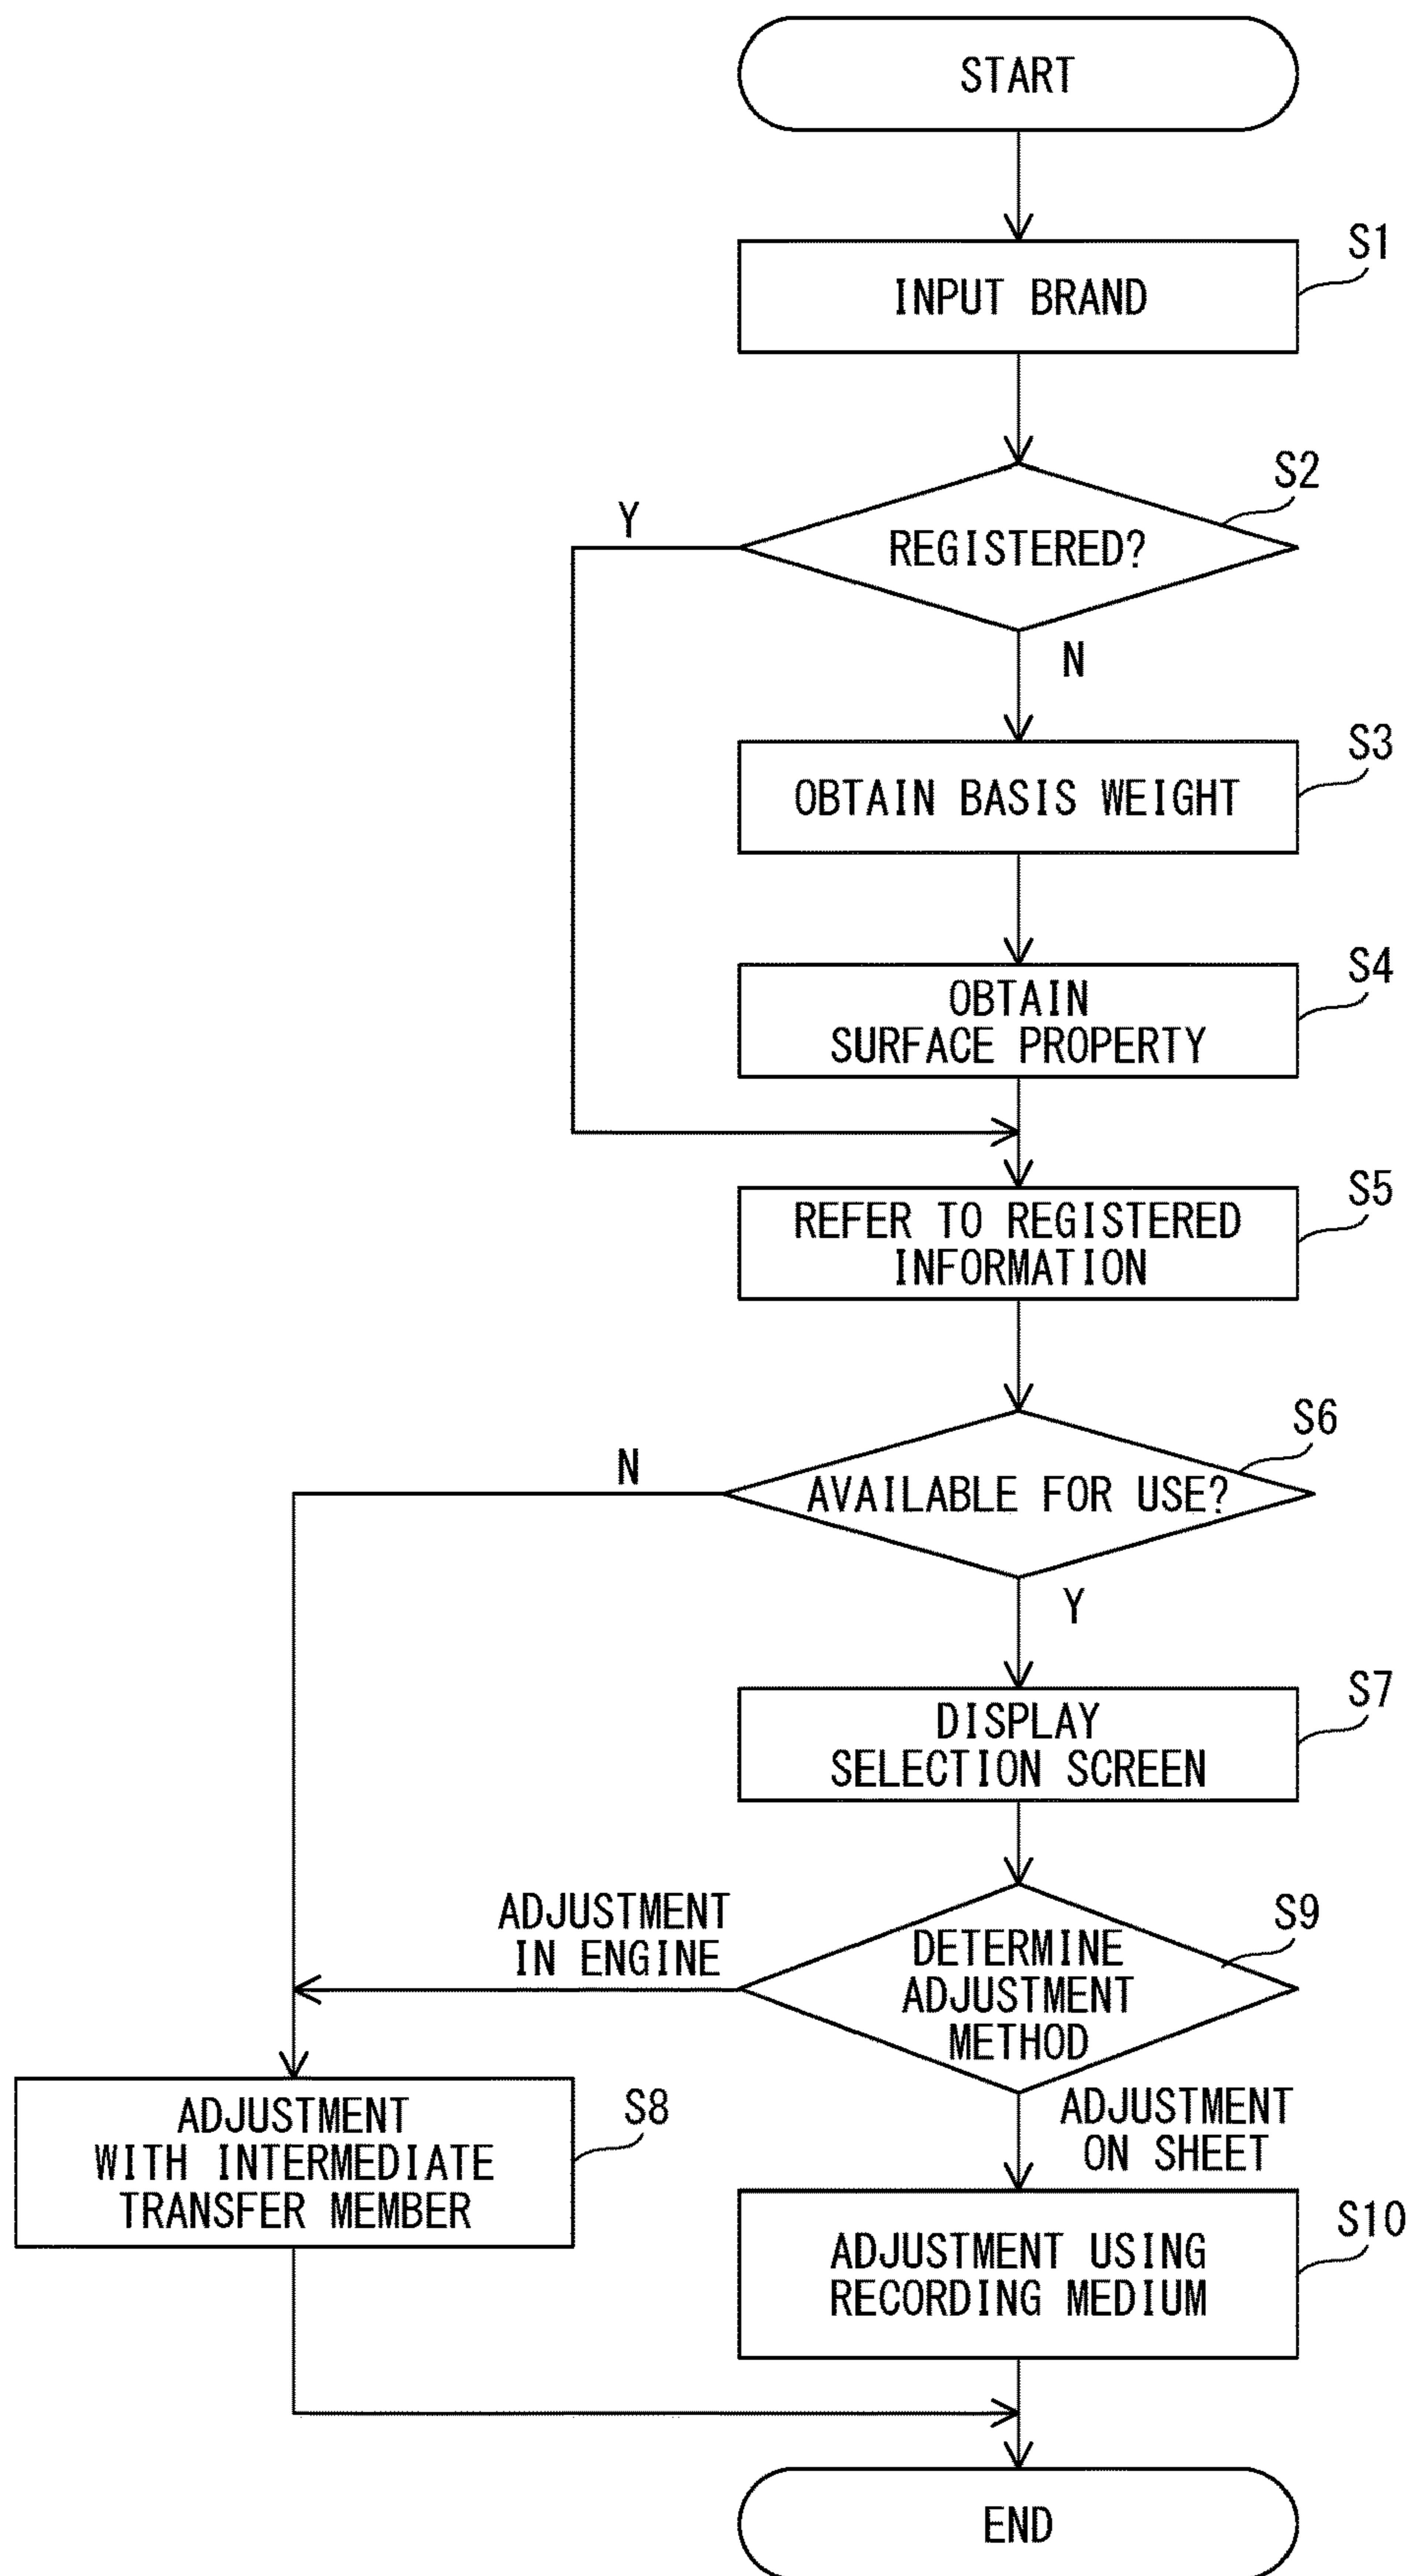 START
S1
INPUT BRAND
S2
Y
REGISTERED?
N
S3
OBTAIN BASIS WEIGHT
S4
OBTAIN
SURFACE PROPERTY
S5
REFER TO REGISTERED
INFORMATION
S6
N
AVAILABLE FOR USE?
Y
S7
DISPLAY
SELECTION SCREEN
ADJUSTMENT
IN ENGINE
S9
DETERMINE
ADJUSTMENT
METHOD
S8
ADJUSTMENT
WITH INTERMEDIATE
TRANSFER MEMBER
ADJUSTMENT
ON SHEET
S10
ADJUSTMENT USING
RECORDING MEDIUM
END